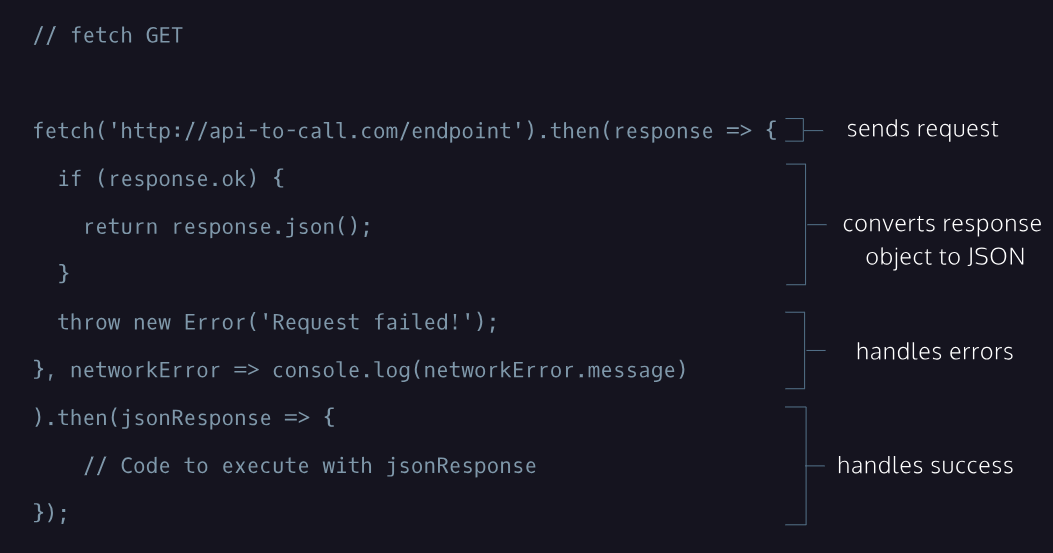 // fetch GET
fetch('http://api-to-call.com/endpoint').then(response => {
sends request
if (response.ok) {
return response.json();
}
converts response
object to JSON
throw new Error('Request failed!');
}, networkError => console.log(networkError.message)
handles errors
).then(jsonResponse => {
// Code to execute with jsonResponse
});
handles success